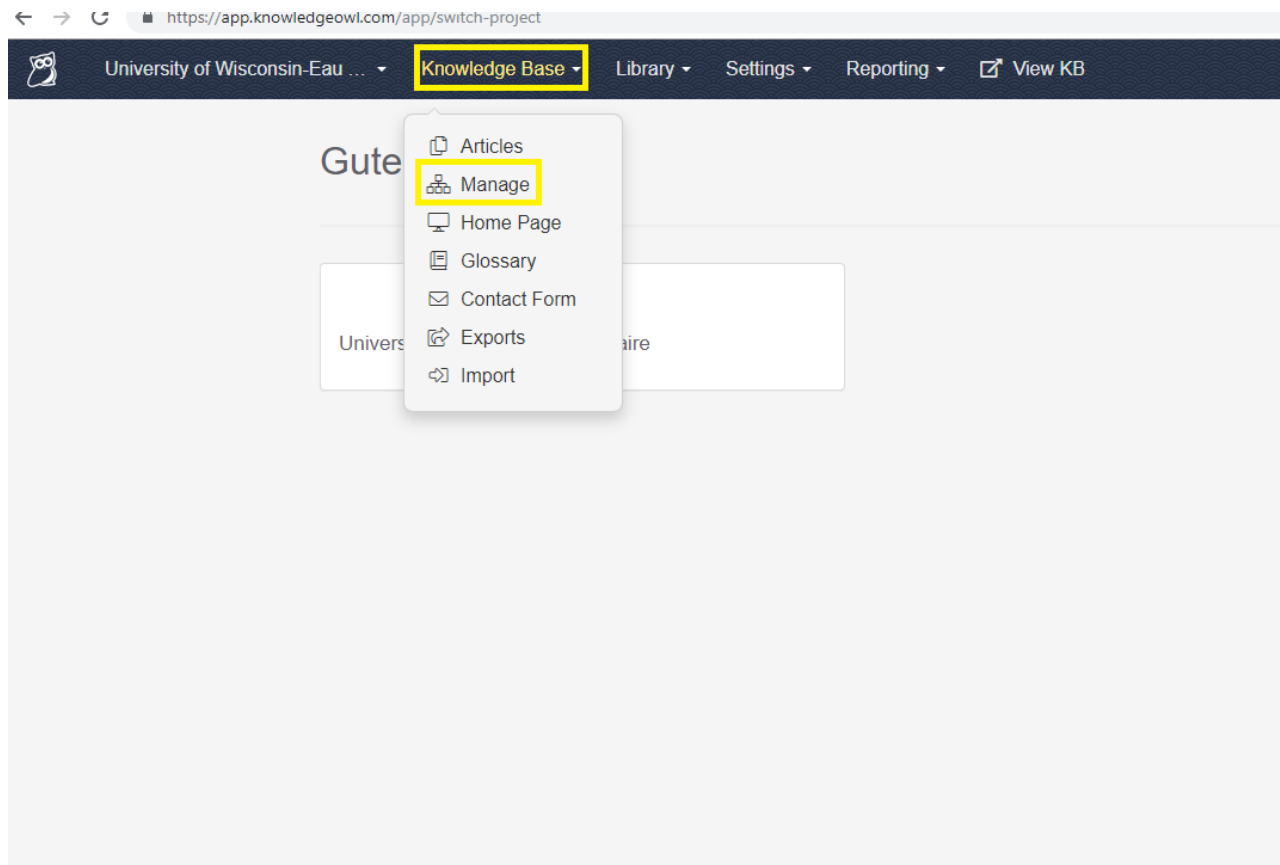 https://app.knowledgeowl.com/app/switch-project
University of Wisconsin-Eau ... Knowledge Base Library Settings Reporting View KB
Articles
Gute
Manage
Home Page
Glossary
Contact Form
Univers
aire
Exports
Import